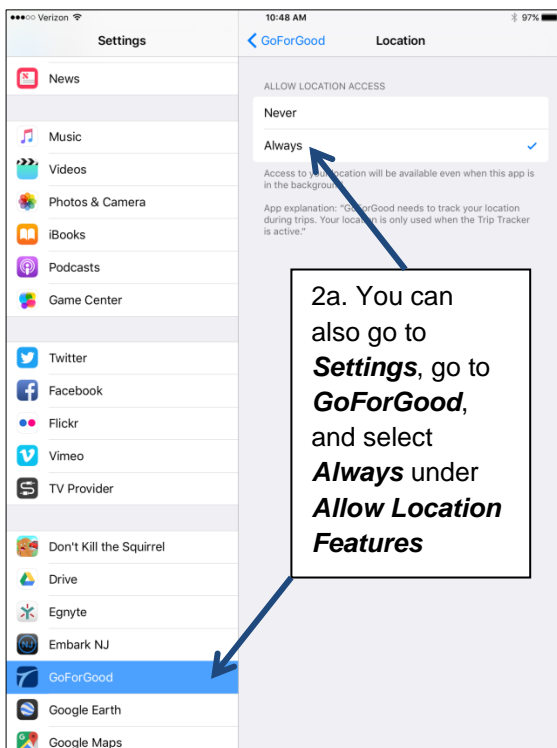 Verizon
10:48 AM
97%
Settings
GoForGood
Location
News
Music
Videos
Photos & Camera
iBooks
Podcasts
Game Center
Twitter
Facebook
Flickr
Vimeo
TV Provider
Don't Kill the Squirrel
Drive
Egnyte
NJ
Embark NJ
GoForGood
Google Earth
Google Maps
ALLOW LOCATION ACCESS
Never
Always
Access to your location will be available even when this app is
in the background.
App explanation: "GoForGood needs to track your location
during trips. Your location is only used when the Trip Tracker
is active."
2a. You can
also go to
Settings, go to
GoForGood,
and select
Always under
Allow Location
Features